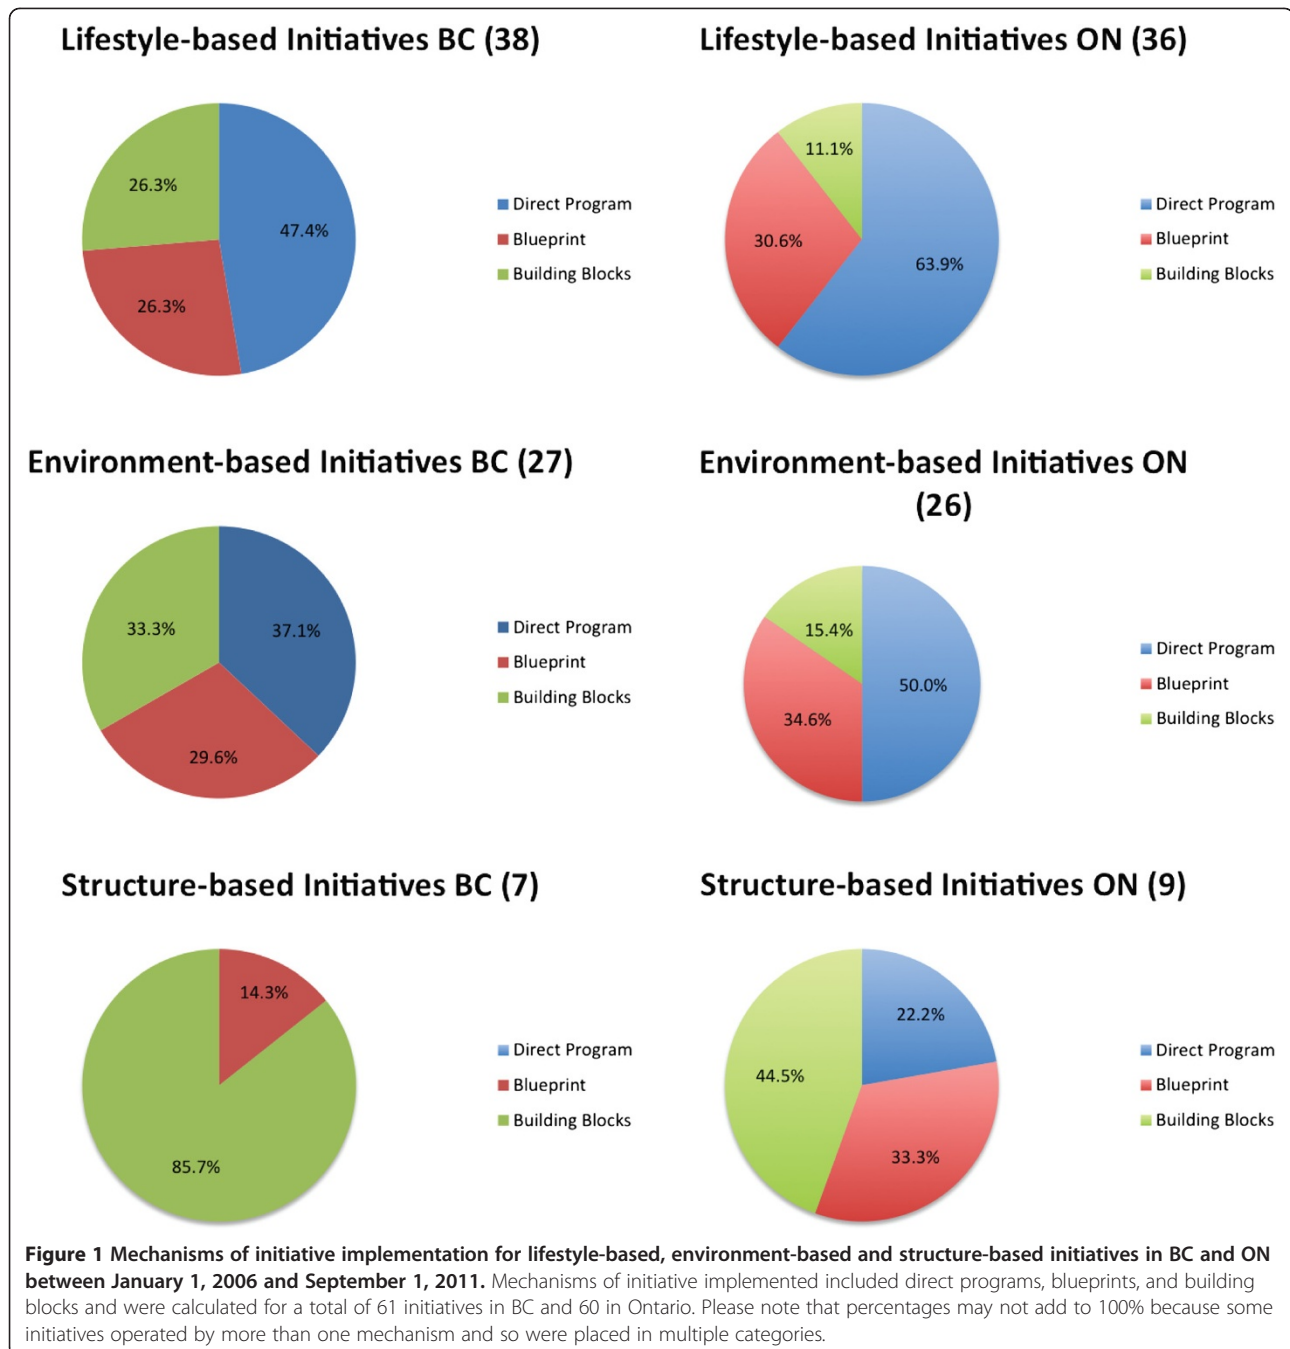 Lifestyle-based Initiatives BC (38)
26.3%
47.4%
26.3%
Direct Program
Blueprint
Building Blocks
Lifestyle-based Initiatives ON (36)
11.1%
30.6%
63.9%
Direct Program
Blueprint
Building Blocks
Environment-based Initiatives BC (27)
33.3%
37.1%
29.6%
Direct Program
Blueprint
Building Blocks
Environment-based Initiatives ON
(26)
15.4%
50.0%
34.6%
Direct Program
Blueprint
Building Blocks
Structure-based Initiatives BC (7)
14.3%
85.7%
Direct Program
Blueprint
Building Blocks
Structure-based Initiatives ON (9)
22.2%
44.5%
33.3%
Direct Program
Blueprint
Building Blocks
Figure 1 Mechanisms of initiative implementation for lifestyle-based, environment-based and structure-based initiatives in BC and ON
between January 1, 2006 and September 1, 2011. Mechanisms of initiative implemented included direct programs, blueprints, and building
blocks and were calculated for a total of 61 initiatives in BC and 60 in Ontario. Please note that percentages may not add to 100% because some
initiatives operated by more than one mechanism and so were placed in multiple categories.